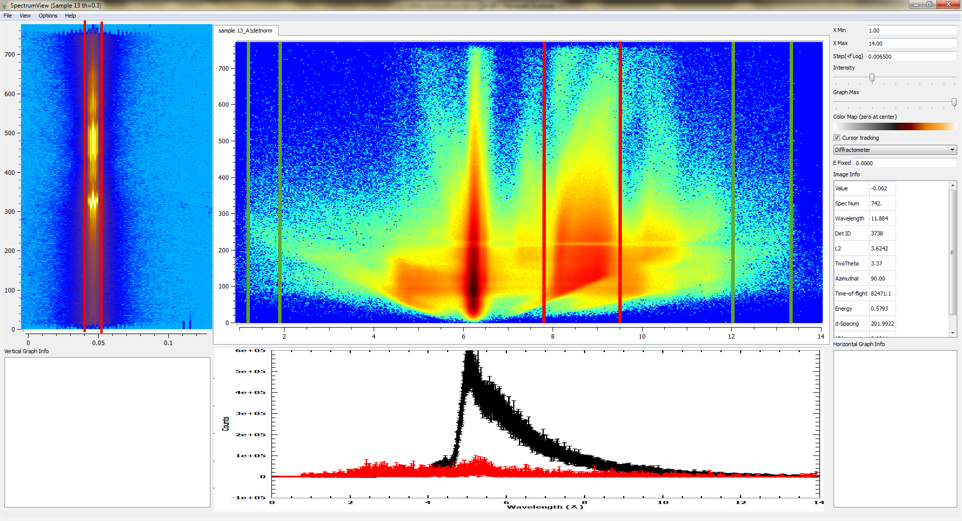 SpectrumView (Sample 13 th=0.3)
File View Options Help
sample 13_A1detnorm
700
600
500
400
300
200
100
0
0 0.05 0.1
700
600
500
400
300
200
100
0
2 4 6 8 10 12 14
X Min 1.00
X Max 14.00
Step(-if Log) 0.006500
Intensity
Graph Max
Color Map (zero at center)
Cursor tracking
Diffractometer
E Fixed 0.0000
Image Info
Value -0.002
Spec Num 742.
Wavelength 11.884
Det ID 3738
L2 3.6242
TwoTheta 3.37
Azimuthal 90.00
Time-of-flight 82471.1
Energy 0.5793
d-Spacing 201.9922
Vertical Graph Info
Horizontal Graph Info
6e+05
5e+05
4e+05
3e+05
2e+05
1e+05
0
-1e+05
Counts
0 2 4 6 8 10 12 14
Wavelength (Å)